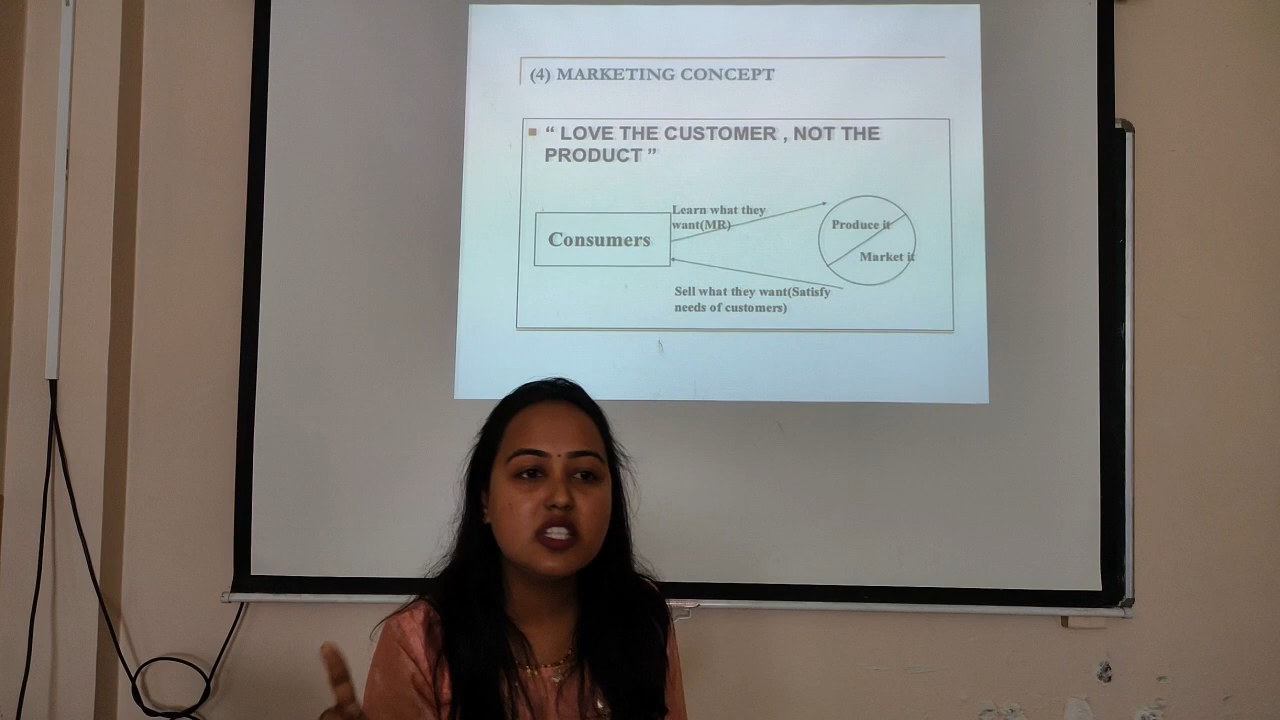 (4) MARKETING CONCEPT
“ LOVE THE CUSTOMER , NOT THE
PRODUCT ”
Learn what they
want(MR)
Consumers
Produce it
Market it
Sell what they want(Satisfy
needs of customers)